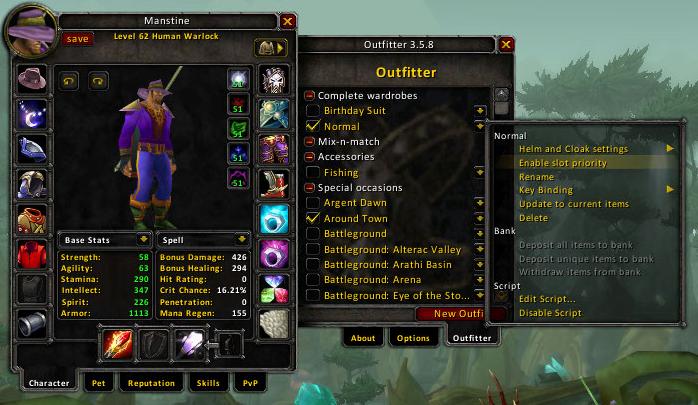 Manstine
save
Level 62 Human Warlock
51
51
51
51
51
Base Stats
Strength: 58
Agility: 63
Stamina: 290
Intellect: 347
Spirit: 226
Armor: 1113
Spell
Bonus Damage: 426
Bonus Healing: 294
Hit Rating: 0
Crit Chance: 16.21%
Penetration: 0
Mana Regen: 155
Character
Pet
Reputation
Skills
PvP
Outfitter 3.5.8
Outfitter
Complete wardrobes
Birthday Suit
Normal
Mix-n-match
Accessories
Fishing
Special occasions
Argent Dawn
Around Town
Battleground
Battleground: Alterac Valley
Battleground: Arathi Basin
Battleground: Arena
Battleground: Eye of the Sto...
New Outfi
About
Options
Outfitter
Normal
Helm and Cloak settings
Enable slot priority
Rename
Key Binding
Update to current items
Delete
Bank
Deposit all items to bank
Deposit unique items to bank
Withdraw items from bank
Script
Edit Script...
Disable Script